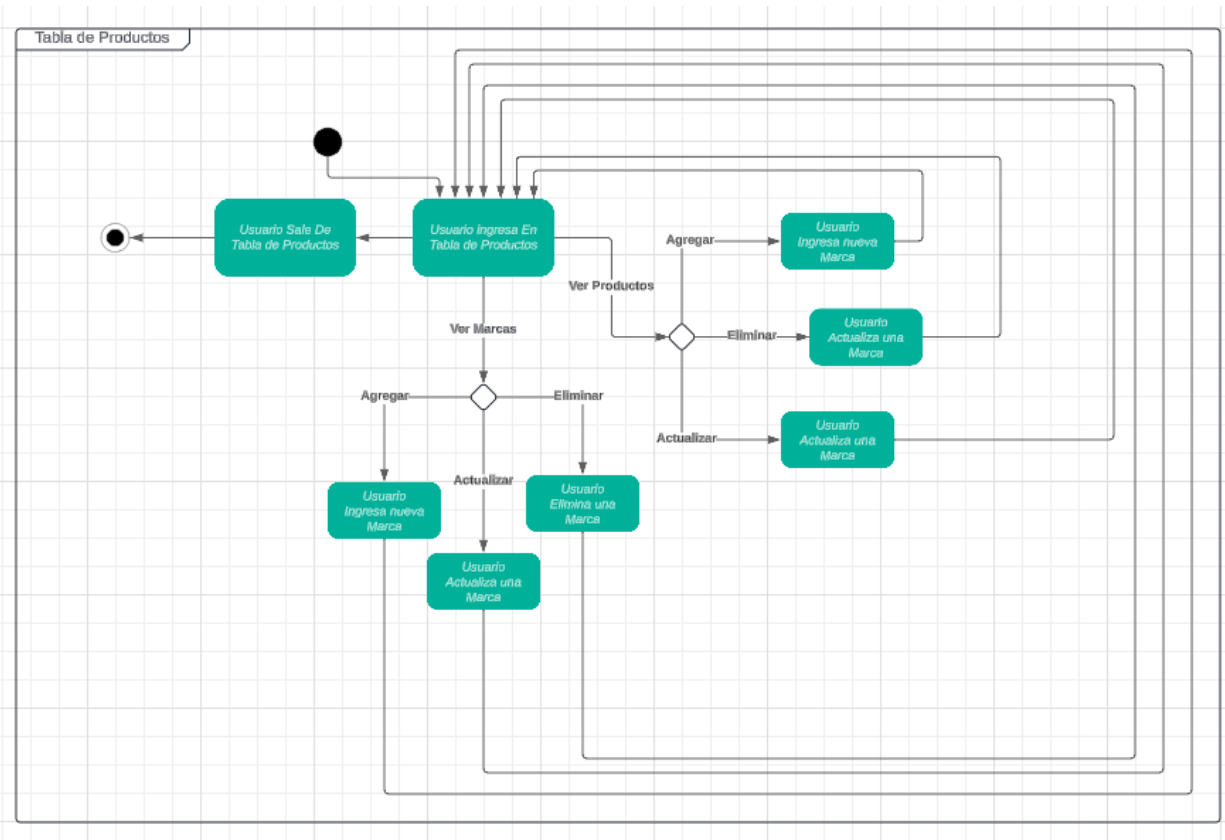 Tabla de Productos
Usuario Sale De
Tabla de Productos
Usuario Ingresa En
Tabla de Productos
Usuario
Ingresa nueva
Marca
Agregar
Ver Productos
Ver Marcas
Eliminar
Usuario
Actualiza una
Marca
Agregar
Eliminar
Actualizar
Usuario
Actualiza una
Marca
Actualizar
Usuario
Ingresa nueva
Marca
Usuario
Elimina una
Marca
Usuario
Actualiza una
Marca